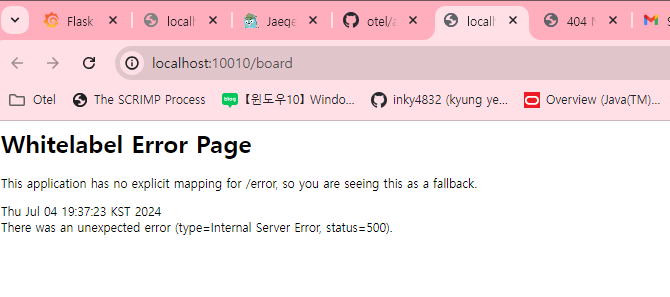 Flask
localh
Jaege
otel/a
localh
404 N
localhost:10010/board
Otel
The SCRIMP Process
blog
【윈도우10】 Windo...
inky4832 (kyung ye...
Overview (Java(TM)...
Whitelabel Error Page
This application has no explicit mapping for /error, so you are seeing this as a fallback.
Thu Jul 04 19:37:23 KST 2024
There was an unexpected error (type=Internal Server Error, status=500).